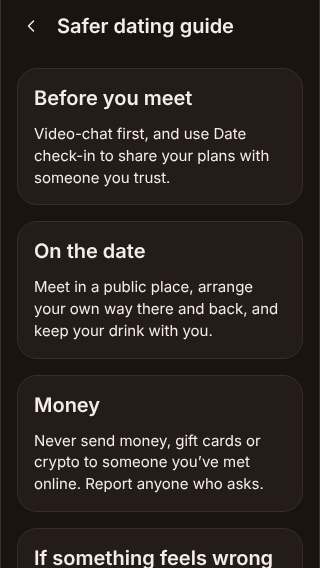 Safer dating guide
Before you meet
Video-chat first, and use Date
check-in to share your plans with
someone you trust.
On the date
Meet in a public place, arrange
your own way there and back, and
keep your drink with you.
Money
Never send money, gift cards or
crypto to someone you’ve met
online. Report anyone who asks.
If something feels wrong